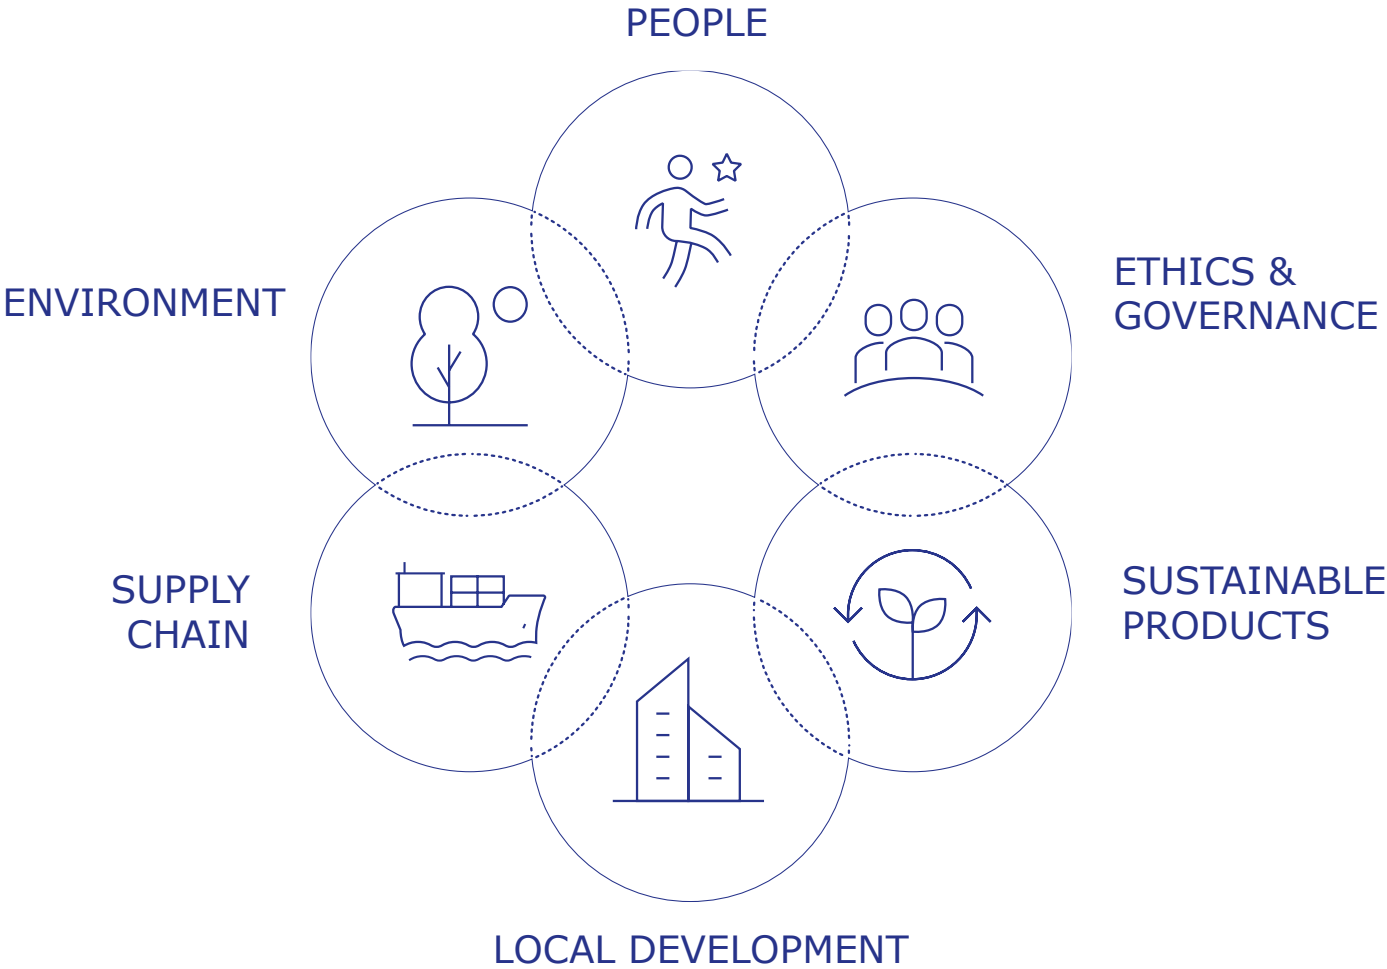 PEOPLE
ETHICS &
GOVERNANCE
ENVIRONMENT
SUSTAINABLE
PRODUCTS
SUPPLY
CHAIN
LOCAL DEVELOPMENT